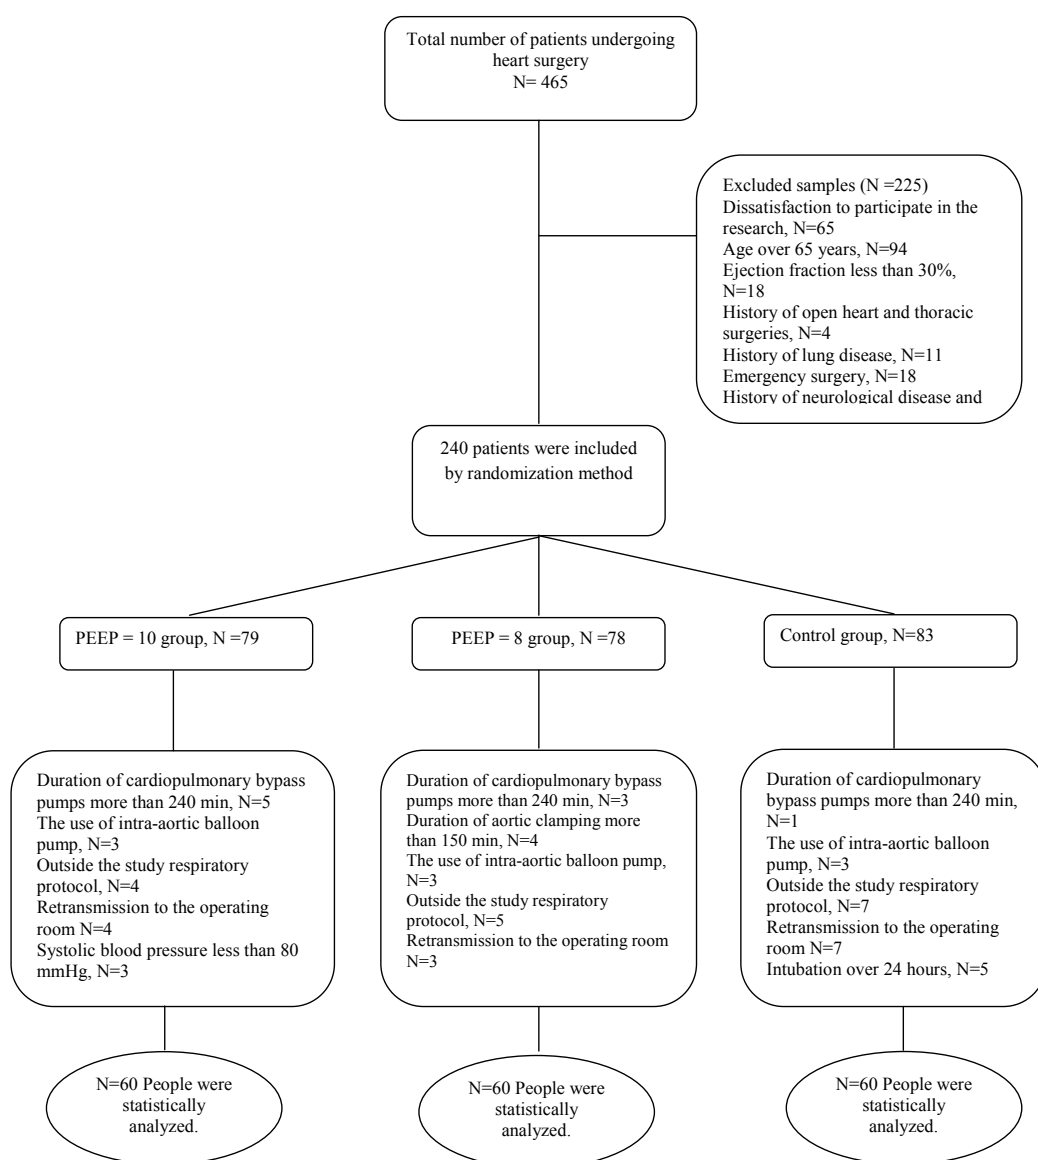 Total number of patients undergoing
heart surgery
N= 465
Excluded samples (N =225)
Dissatisfaction to participate in the
research, N=65
Age over 65 years, N=94
Ejection fraction less than 30%,
N=18
History of open heart and thoracic
surgeries, N=4
History of lung disease, N=11
Emergency surgery, N=18
History of neurological disease and
240 patients were included
by randomization method
PEEP = 10 group, N =79
PEEP = 8 group, N =78
Control group, N=83
Duration of cardiopulmonary bypass
pumps more than 240 min, N=5
The use of intra-aortic balloon
pump, N=3
Outside the study respiratory
protocol, N=4
Retransmission to the operating
room N=4
Systolic blood pressure less than 80
mmHg, N=3
Duration of cardiopulmonary bypass
pumps more than 240 min, N=3
Duration of aortic clamping more
than 150 min, N=4
The use of intra-aortic balloon pump,
N=3
Outside the study respiratory
protocol, N=5
Retransmission to the operating room
N=3
Duration of cardiopulmonary
bypass pumps more than 240 min,
N=1
The use of intra-aortic balloon
pump, N=3
Outside the study respiratory
protocol, N=7
Retransmission to the operating
room N=7
Intubation over 24 hours, N=5
N=60 People were
statistically
analyzed.
N=60 People were
statistically
analyzed.
N=60 People were
statistically
analyzed.